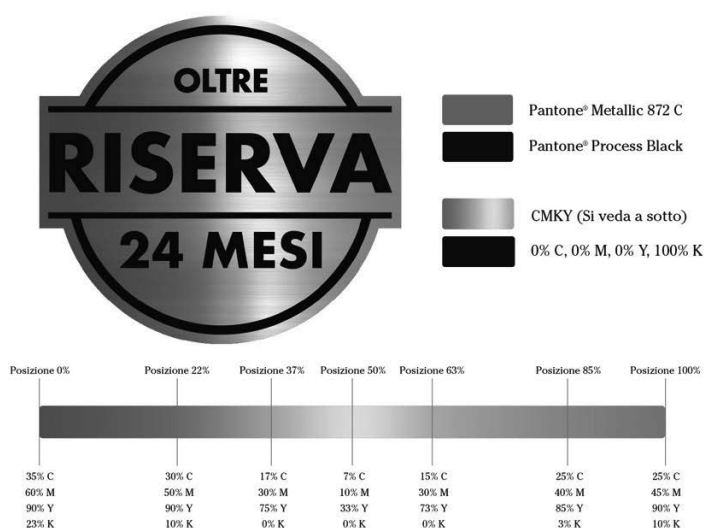 OLTRE
RISERVA
24 MESI
Pantone® Metallic 872 C
Pantone® Process Black
CMKY (Si veda a sotto)
0% C, 0% M, 0% Y, 100% K
Posizione 0% Posizione 22% Posizione 37% Posizione 50% Posizione 63% Posizione 85% Posizione 100%
35% C 30% C 17% C 7% C 15% C 25% C 25% C
60% M 50% M 30% M 10% M 30% M 40% M 45% M
90% Y 90% Y 75% Y 33% Y 73% Y 85% Y 90% Y
23% K 10% K 0% K 0% K 0% K 3% K 10% K